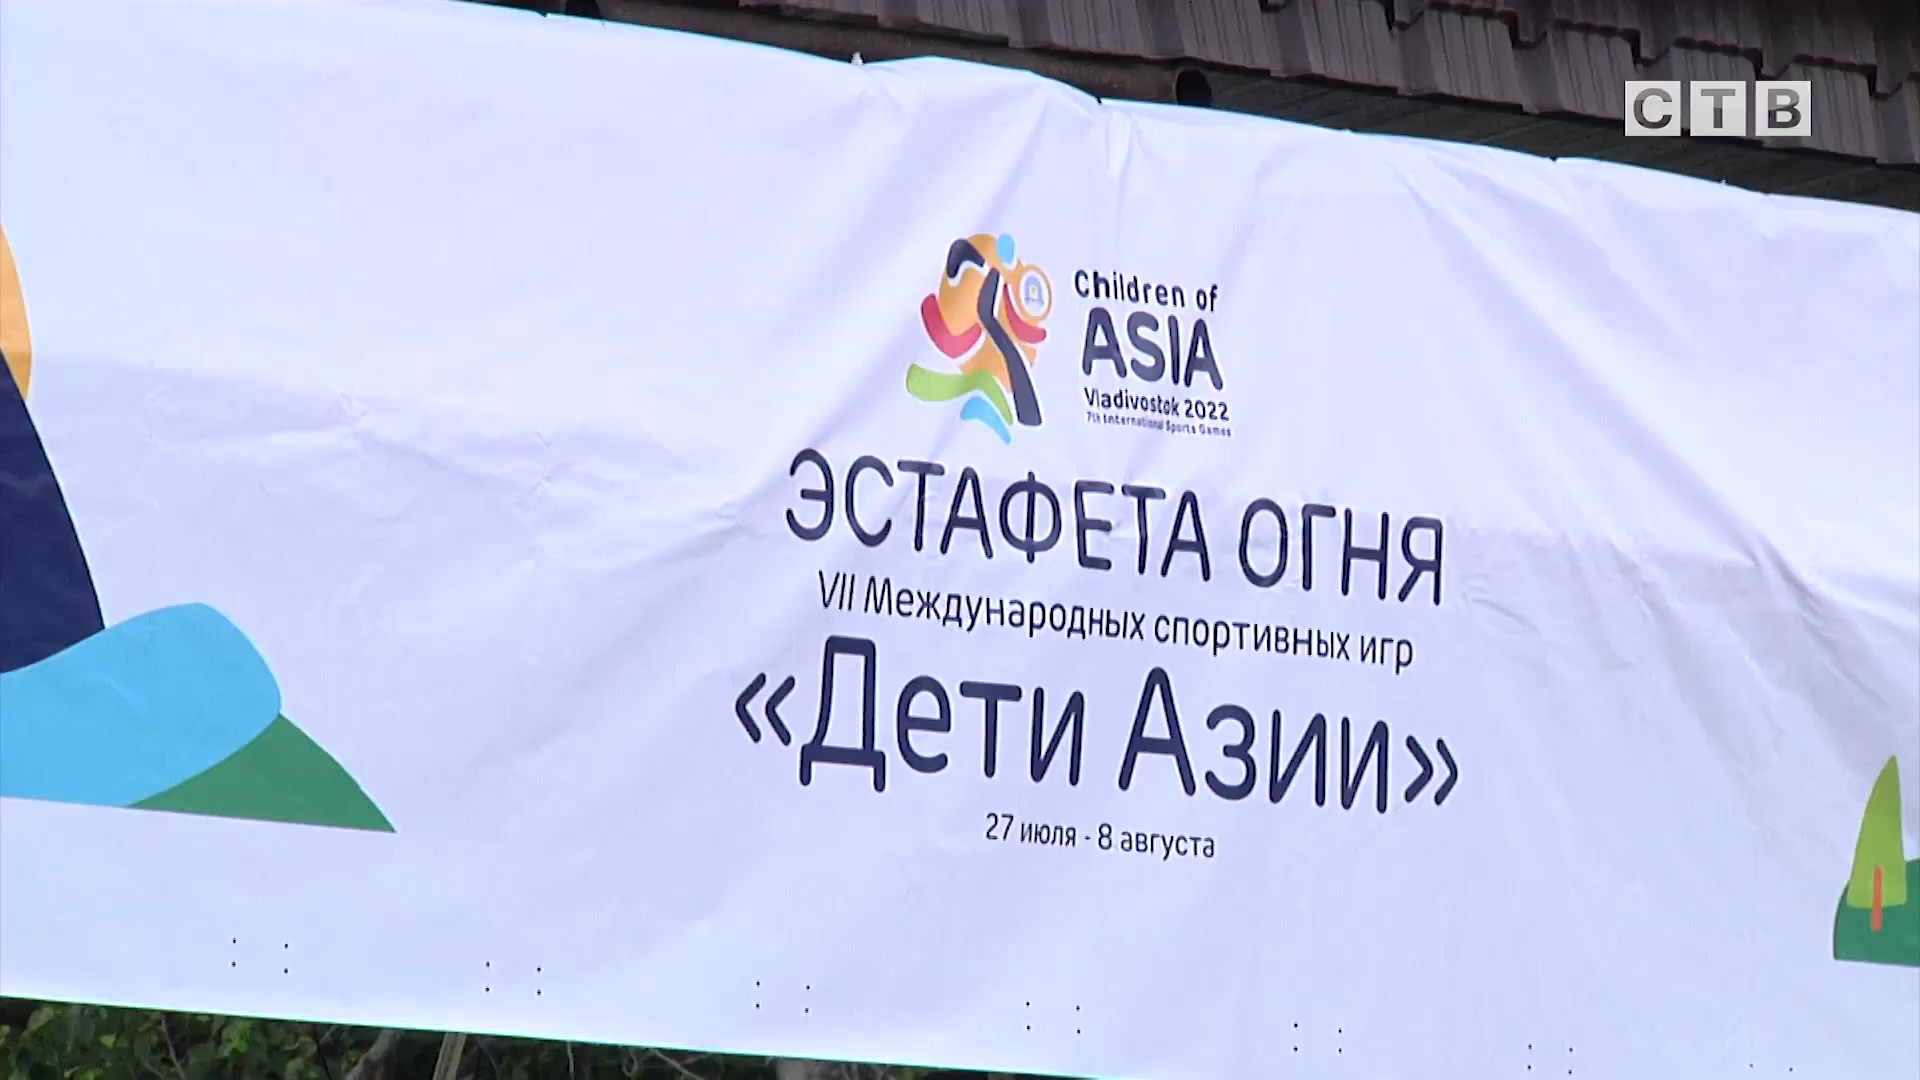 СТВ
Children of
ASIA
Vladivostok 2022
7th International Sports Games
ЭСТАФЕТА ОГНЯ
VII Международных спортивных игр
«Дети Азии»
27 июля - 8 августа